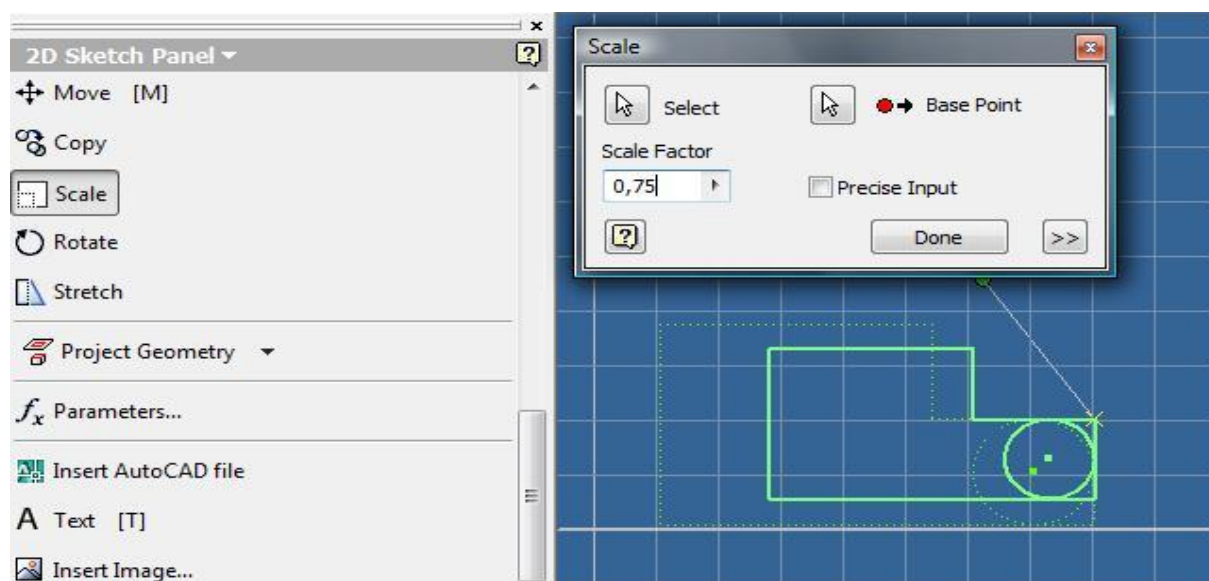 2D Sketch Panel
Move [M]
Copy
Scale
Rotate
Stretch
Project Geometry
fx Parameters...
Insert AutoCAD file
A Text [T]
Insert Image...
Scale
Select
Base Point
Scale Factor
0,75
Precise Input
Done >>